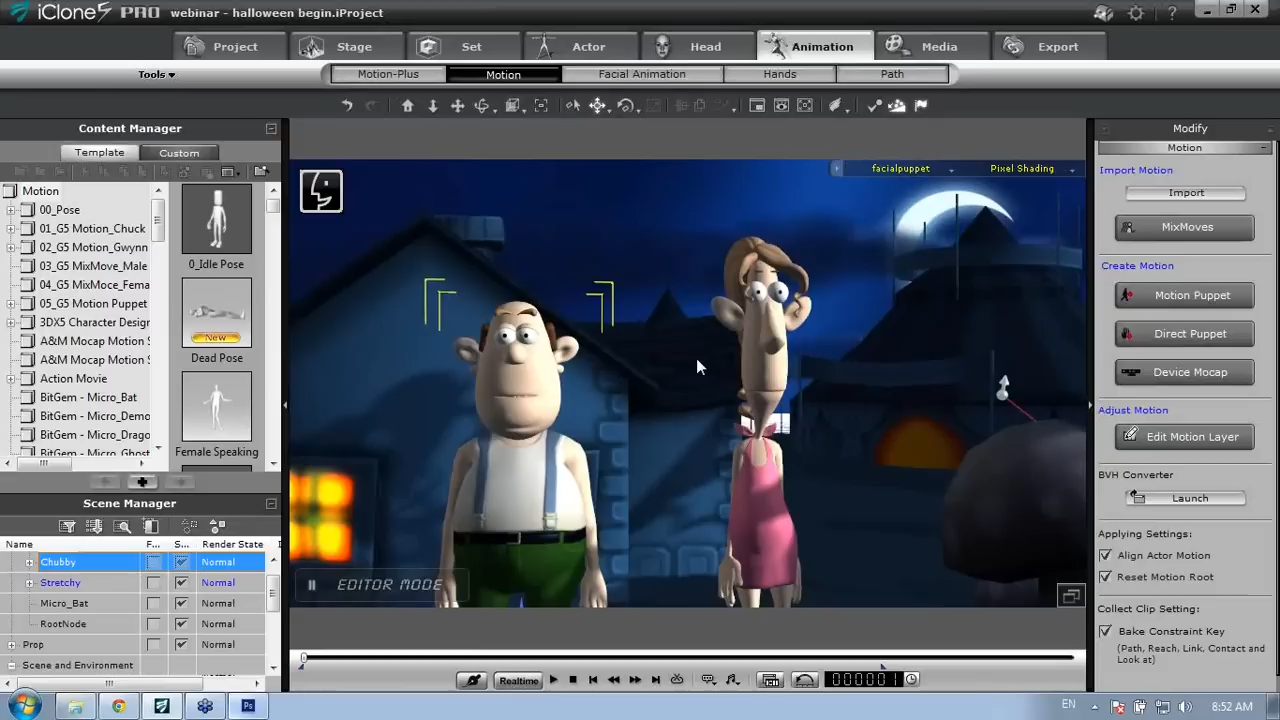 iClone5 PRO webinar - halloween begin.iProject
Project Stage Set Actor Head Animation Media Export
Tools Motion-Plus Motion Facial Animation Hands Path
Content Manager
Template Custom
Motion
00_Pose
01_G5 Motion_Chuck
02_G5 Motion_Gwynn
03_G5 MixMove_Male
04_G5 MixMoce_Fema
05_G5 Motion Puppet
3DX5 Character Design
A&M Mocap Motion S
A&M Mocap Motion S
Action Movie
BitGem - Micro_Bat
BitGem - Micro_Demo
BitGem - Micro_Drago
BitGem - Micro_Ghost
0_Idle Pose
New
Dead Pose
Female Speaking
Scene Manager
Name F... S... Render State
Chubby Normal
Stretchy Normal
Micro_Bat Normal
RootNode Normal
Prop Normal
Scene and Environment
facialpuppet Pixel Shading
EDITOR MODE
Realtime
000001
Modify
Motion
Import Motion
Import
MixMoves
Create Motion
Motion Puppet
Direct Puppet
Device Mocap
Adjust Motion
Edit Motion Layer
BVH Converter
Launch
Applying Settings:
Align Actor Motion
Reset Motion Root
Collect Clip Setting:
Bake Constraint Key
(Path, Reach, Link, Contact and
Look at)
EN 8:52 AM